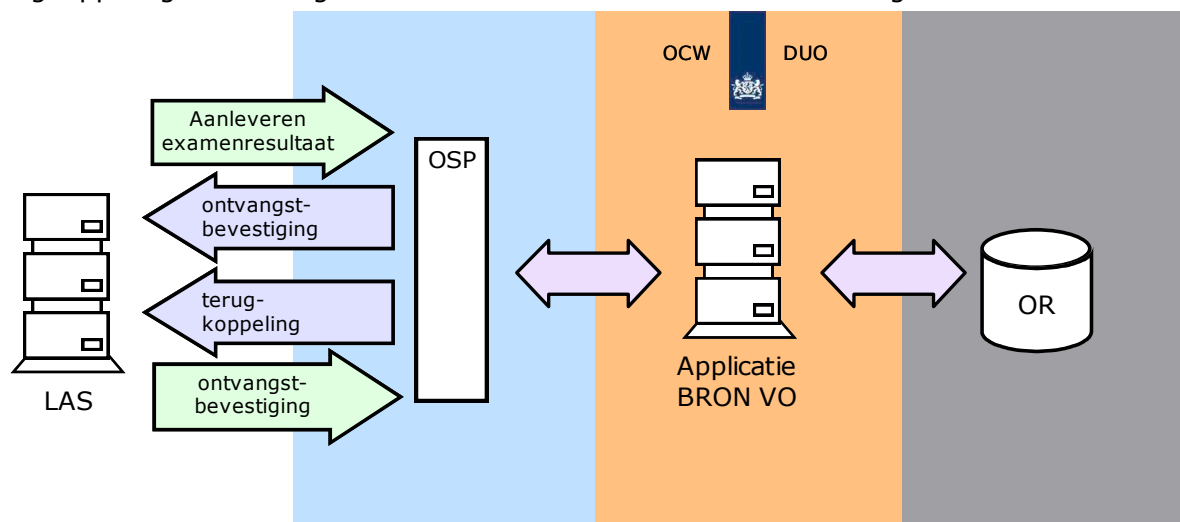 OCW DUO
Aanleveren
examenresultaat
OSP
ontvangst-
bevestiging
terug-
koppeling
ontvangst-
bevestiging
LAS
Applicatie
BRON VO
OR